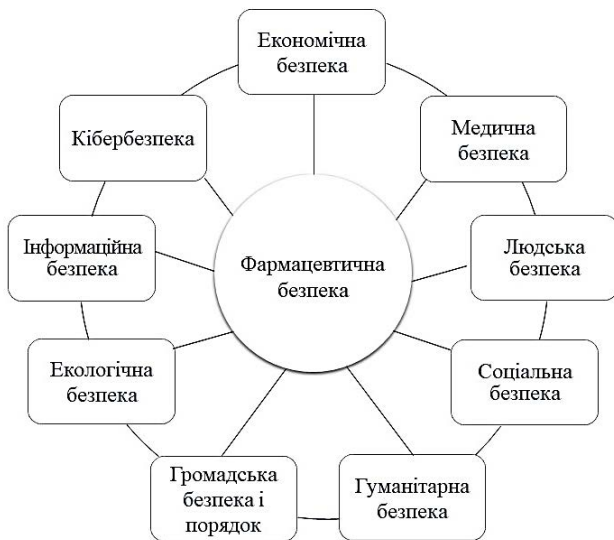 Економічна
безпека
Кібербезпека
Медична
безпека
Інформаційна
безпека
Фармацевтична
безпека
Людська
безпека
Екологічна
безпека
Соціальна
безпека
Громадська
безпека і
порядок
Гуманітарна
безпека